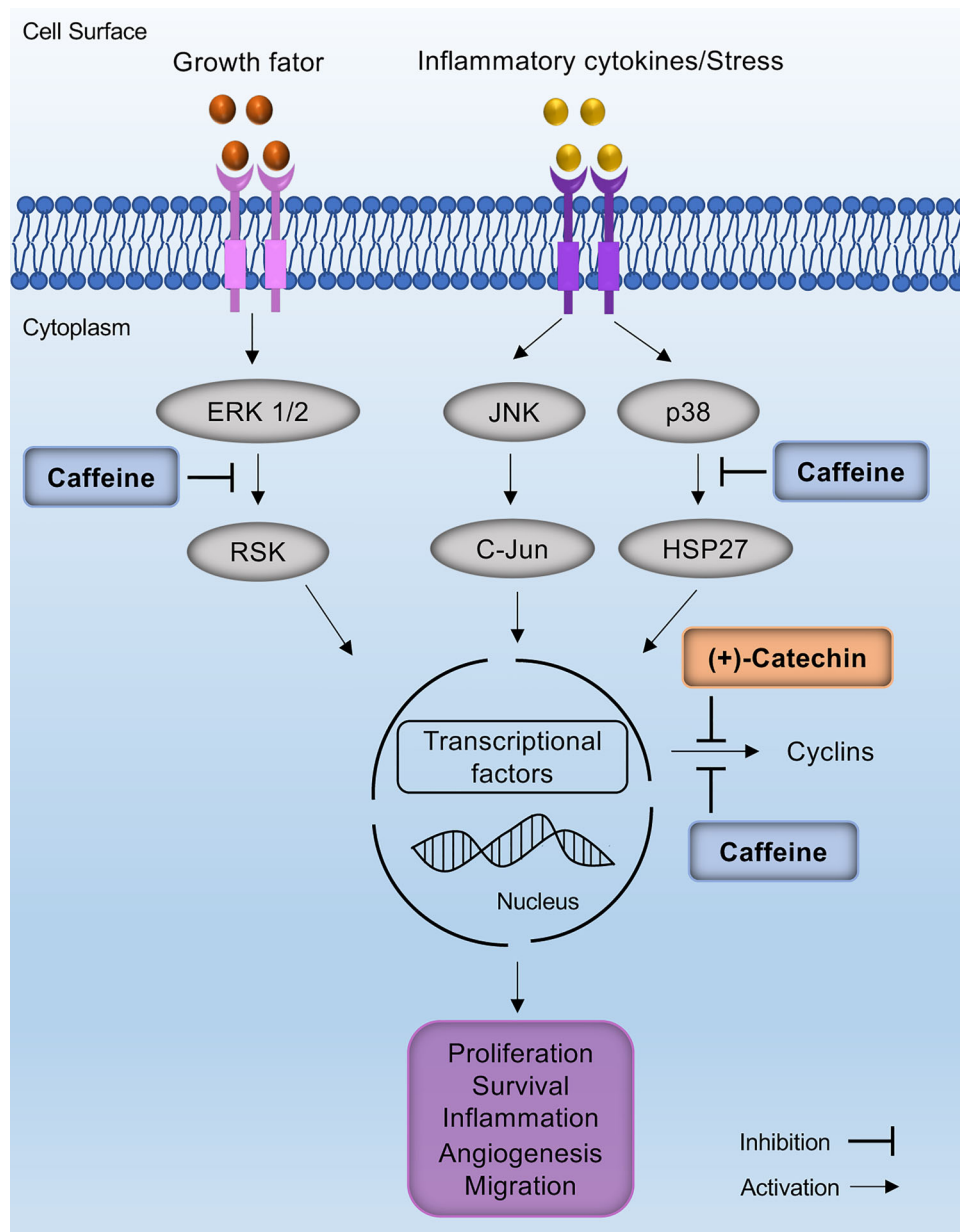 Cell Surface
Growth fator
Inflammatory cytokines/Stress
Cytoplasm
ERK 1/2
JNK
p38
Caffeine
Caffeine
RSK
C-Jun
HSP27
(+)-Catechin
Transcriptional
factors
Cyclins
Caffeine
Nucleus
Proliferation
Survival
Inflammation
Angiogenesis
Migration
Inhibition
Activation